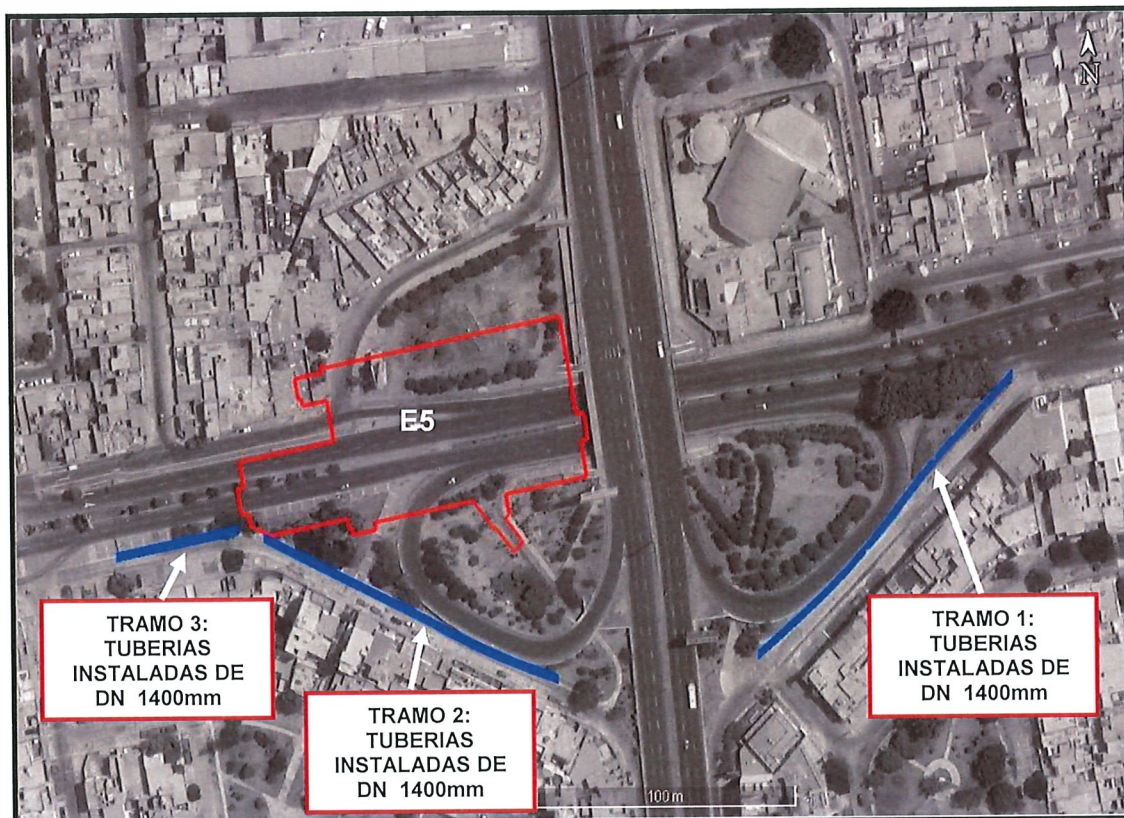 N
E5
TRAMO 3:
TUBERIAS
INSTALADAS DE
DN 1400mm
TRAMO 2:
TUBERIAS
INSTALADAS DE
DN 1400mm
TRAMO 1:
TUBERIAS
INSTALADAS DE
DN 1400mm
100 m